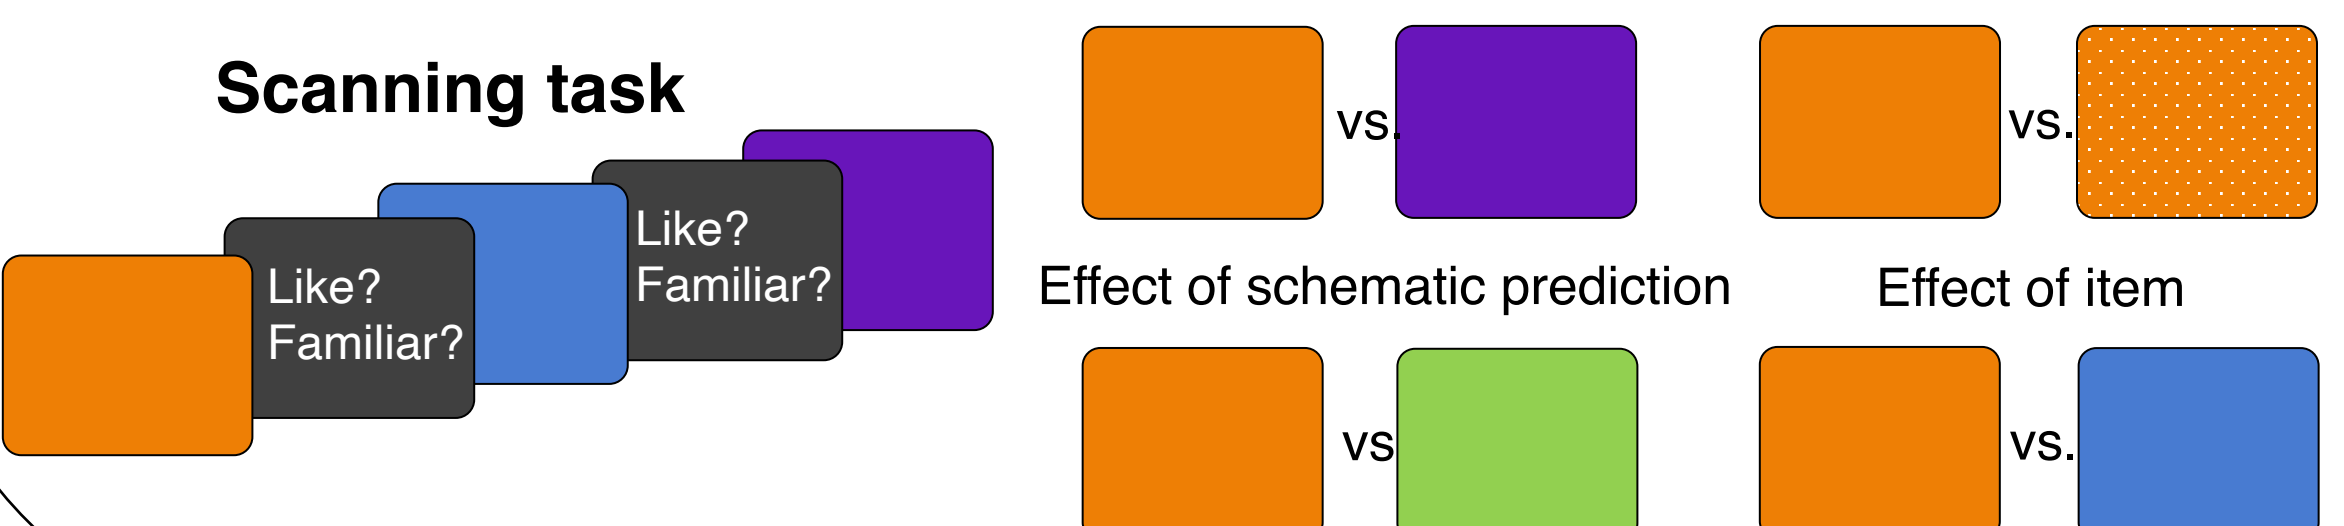 Scanning task
Like?
Familiar?
Like?
Familiar?
vs.
vs.
Effect of schematic prediction
Effect of item
vs
vs.